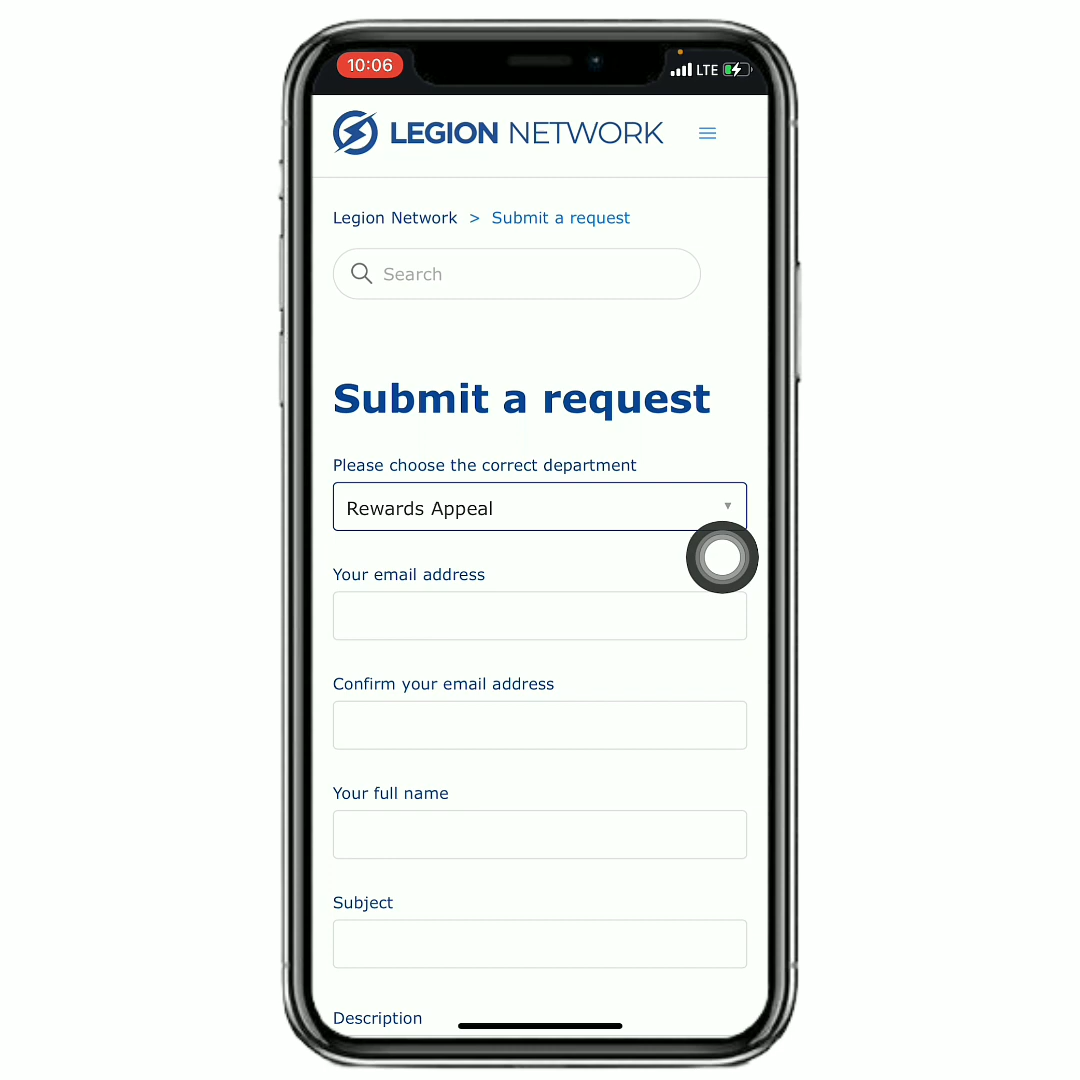 10:06
LTE
LEGION NETWORK
Legion Network > Submit a request
Search
Submit a request
Please choose the correct department
Rewards Appeal
Your email address
Confirm your email address
Your full name
Subject
Description